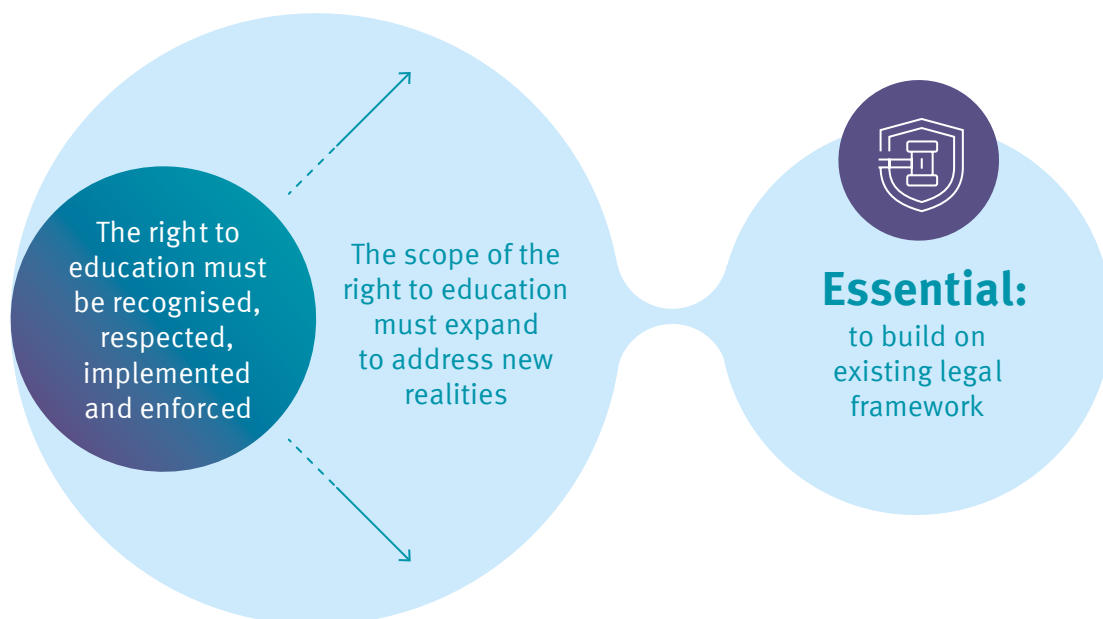 The right to
education must
be recognised,
respected,
implemented
and enforced
The scope of the
right to education
must expand
to address new
realities
Essential:
to build on
existing legal
framework